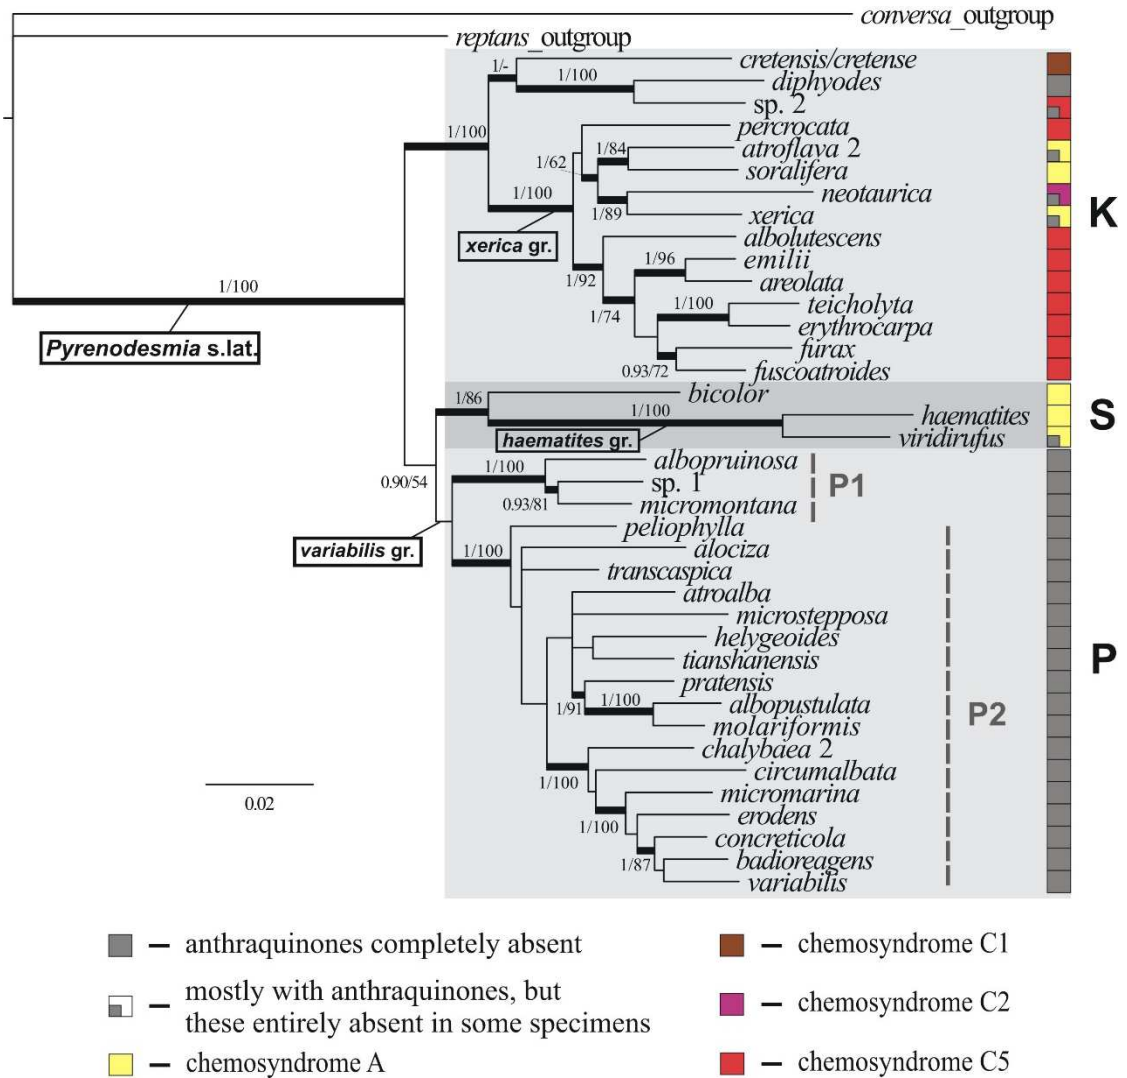 conversa_outgroup
reptans_outgroup
cretensis/cretense
1/-
1/100
diphyodes
sp. 2
1/100
percrocata
1/84
atroflava 2
1/62
soralifera
1/100
neotaurica
1/89
xerica
K
xerica gr.
albolutescens
1/96
emilii
1/92
areolata
1/100
1/100
teicholyta
1/74
erythrocarpa
Pyrenodesmia s.lat.
furax
0.93/72
fuscoatroides
1/86
bicolor
1/100
haematites
S
haematites gr.
viridirufus
1/100
albopruinosa
0.90/54
sp. 1
P1
0.93/81
micromontana
peliophylla
variabilis gr.
1/100
alociza
transcaspica
atroalba
microstepposa
helygeoides
tianshanensis
P
pratensis
1/91
1/100
albopustulata
P2
molariformis
chalybaea 2
1/100
circumalbata
0.02
micromarina
1/100
erodens
concreticola
1/87
badioreagens
variabilis
– anthraquinones completely absent
– mostly with anthraquinones, but
these entirely absent in some specimens
– chemosyndrome A
– chemosyndrome C1
– chemosyndrome C2
– chemosyndrome C5